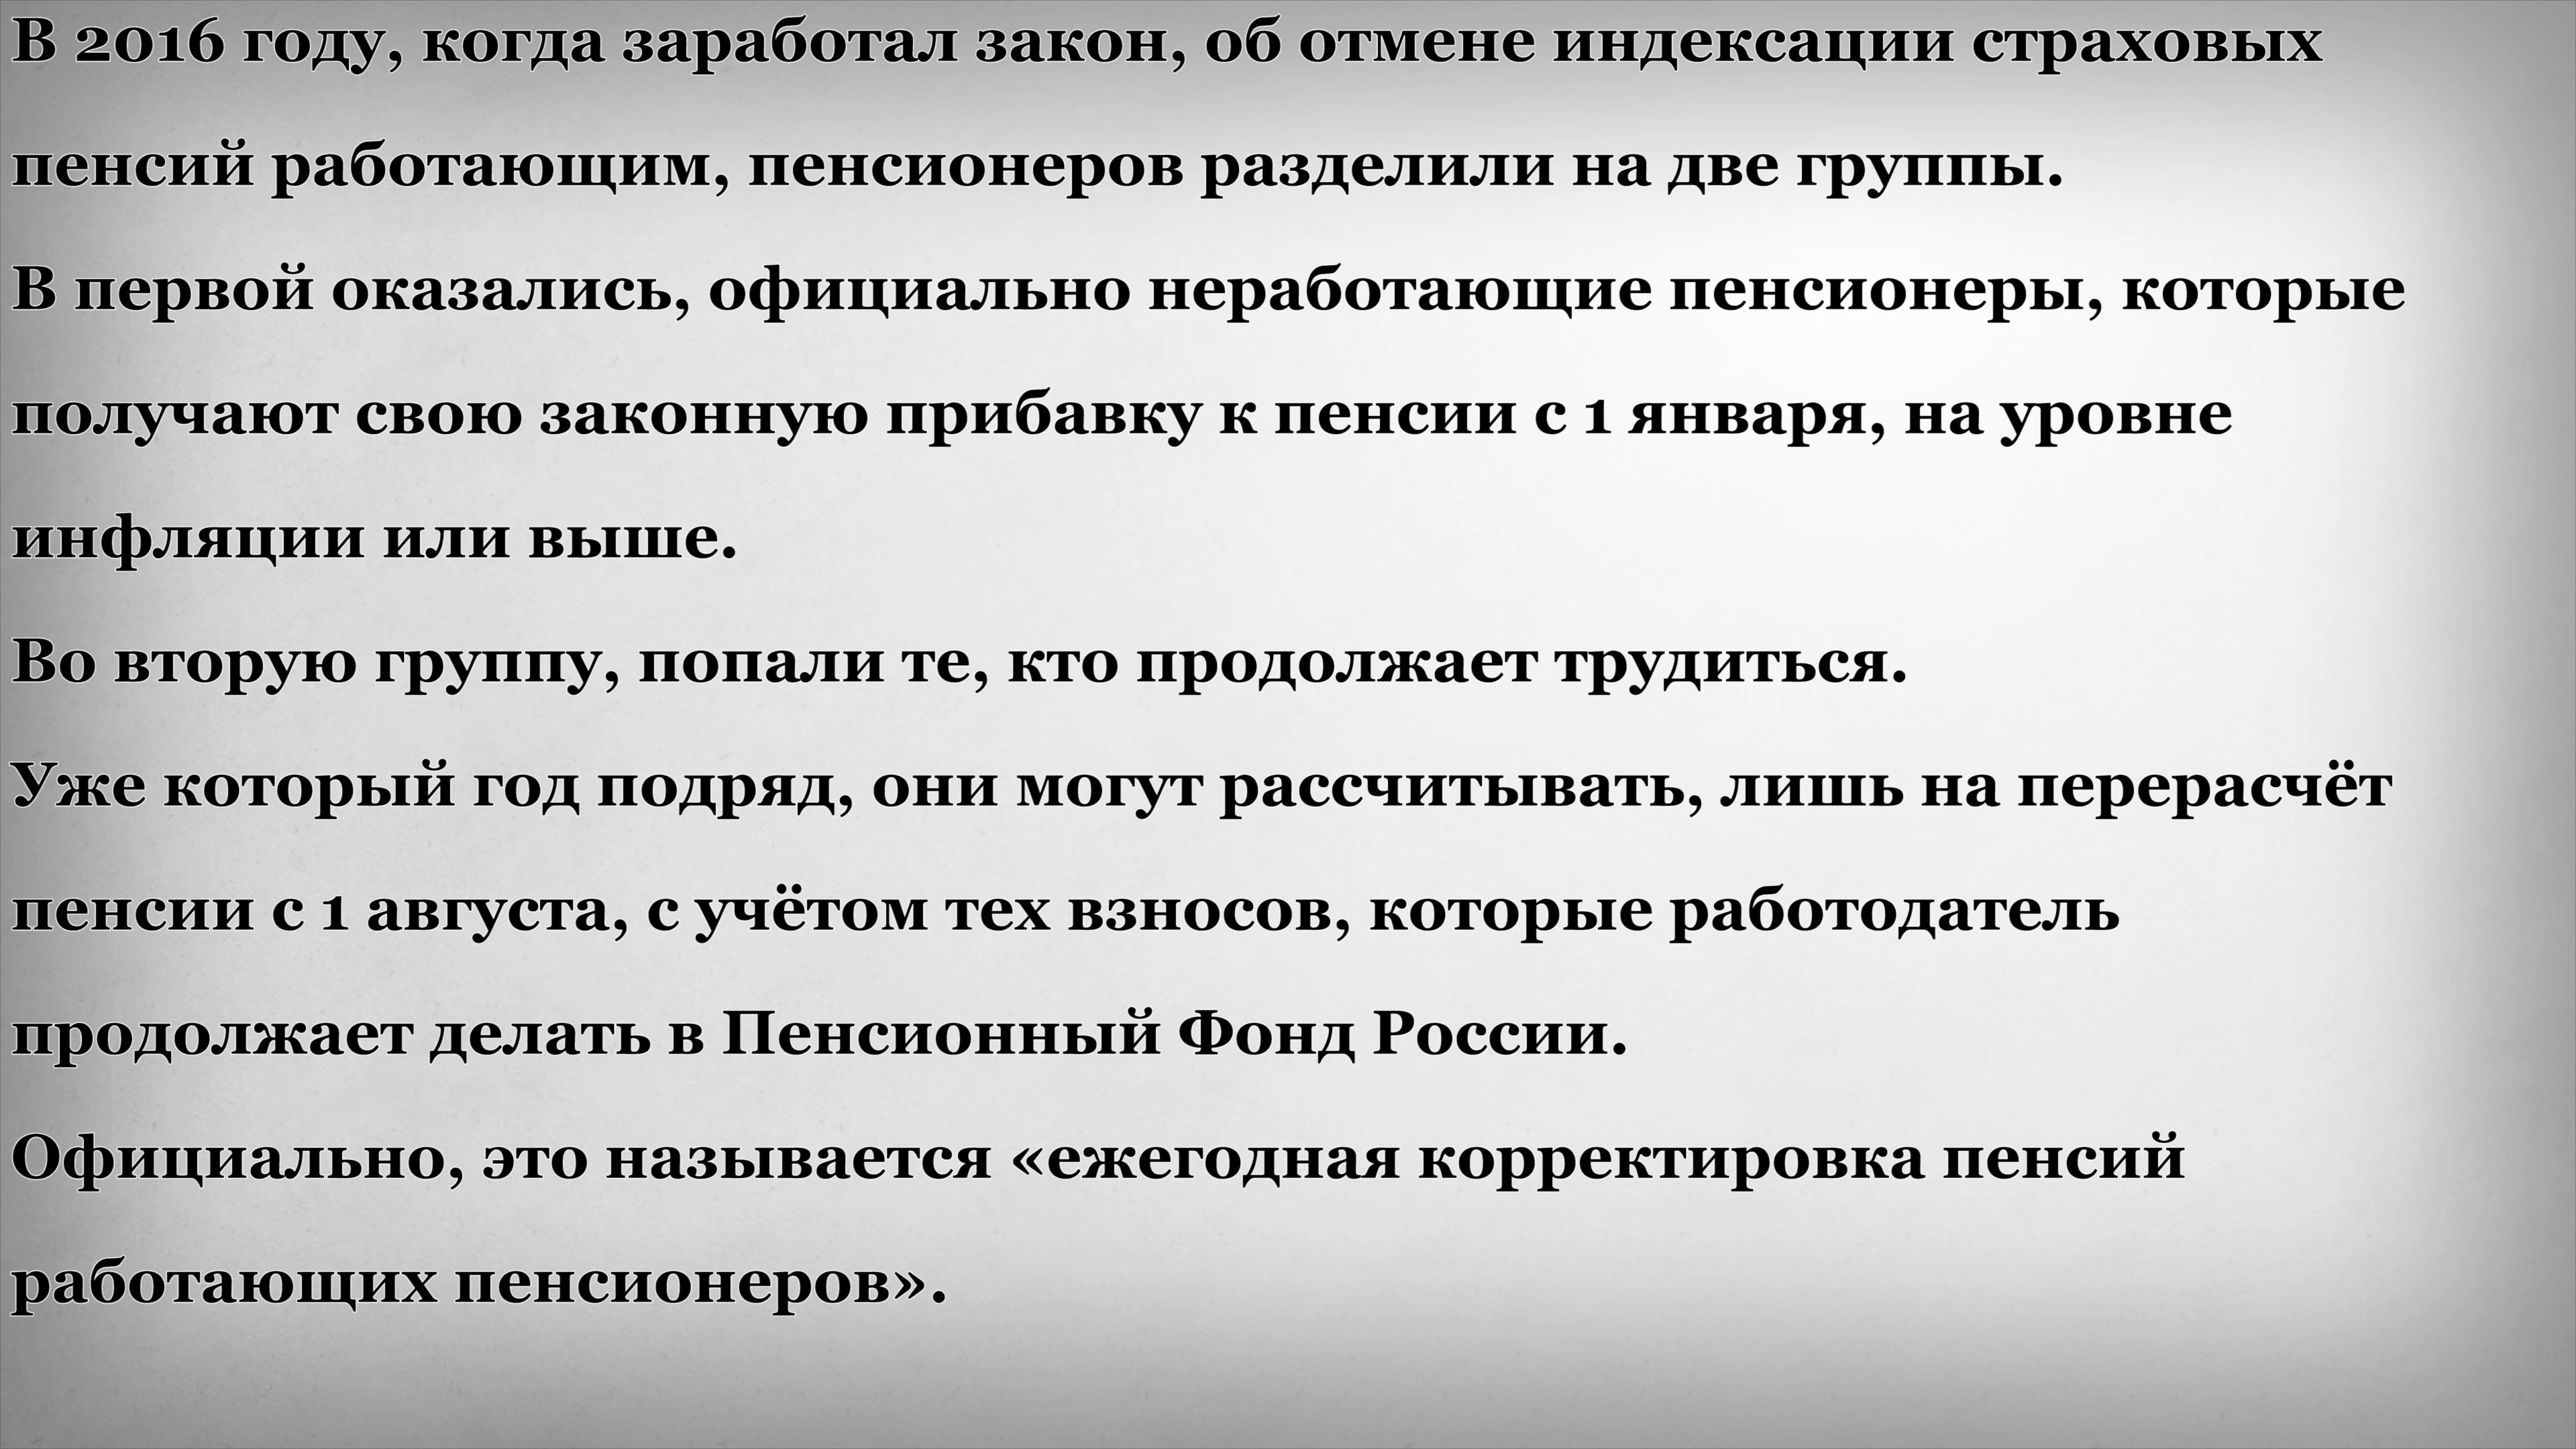 В 2016 году, когда заработал закон, об отмене индексации страховых
пенсий работающим, пенсионеров разделили на две группы.
В первой оказались, официально неработающие пенсионеры, которые
получают свою законную прибавку к пенсии с 1 января, на уровне
инфляции или выше.
Во вторую группу, попали те, кто продолжает трудиться.
Уже который год подряд, они могут рассчитывать, лишь на перерасчёт
пенсии с 1 августа, с учётом тех взносов, которые работодатель
продолжает делать в Пенсионный Фонд России.
Официально, это называется «ежегодная корректировка пенсий
работающих пенсионеров».